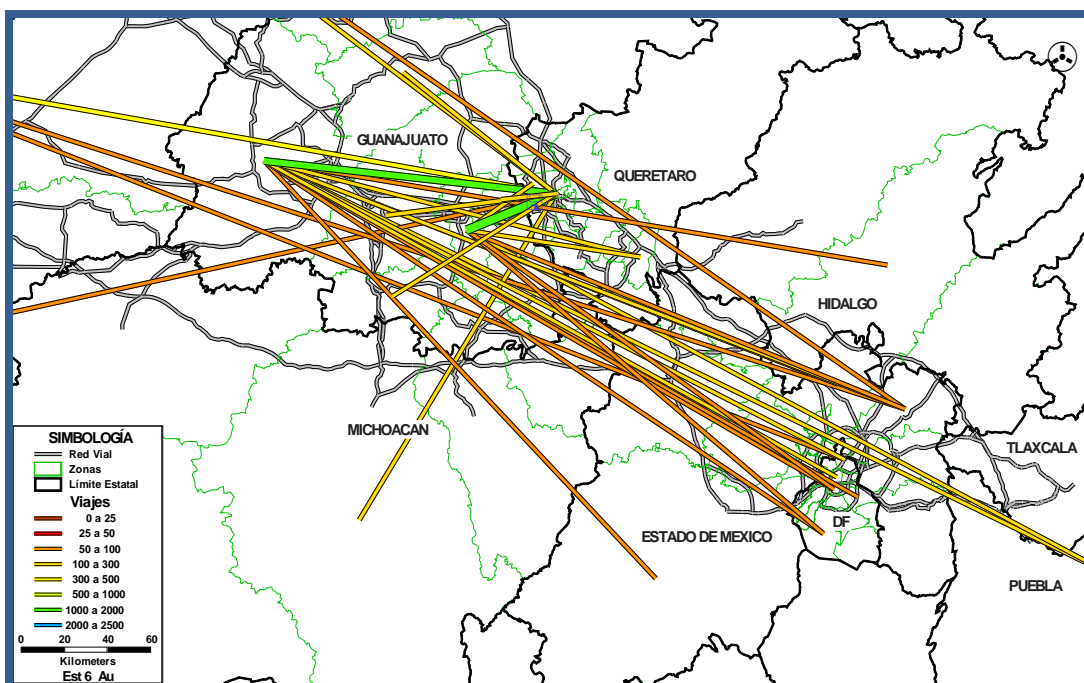 GUANAJUATO
QUERETARO
HIDALGO
MICHOACAN
TLAXCALA
ESTADO DE MEXICO
DF
PUEBLA
SIMBOLOGÍA
Red Vial
Zonas
Límite Estatal
Viajes
0 a 25
25 a 50
50 a 100
100 a 300
300 a 500
500 a 1000
1000 a 2000
2000 a 2500
0 20 40 60
Kilometers
Est 6 Au